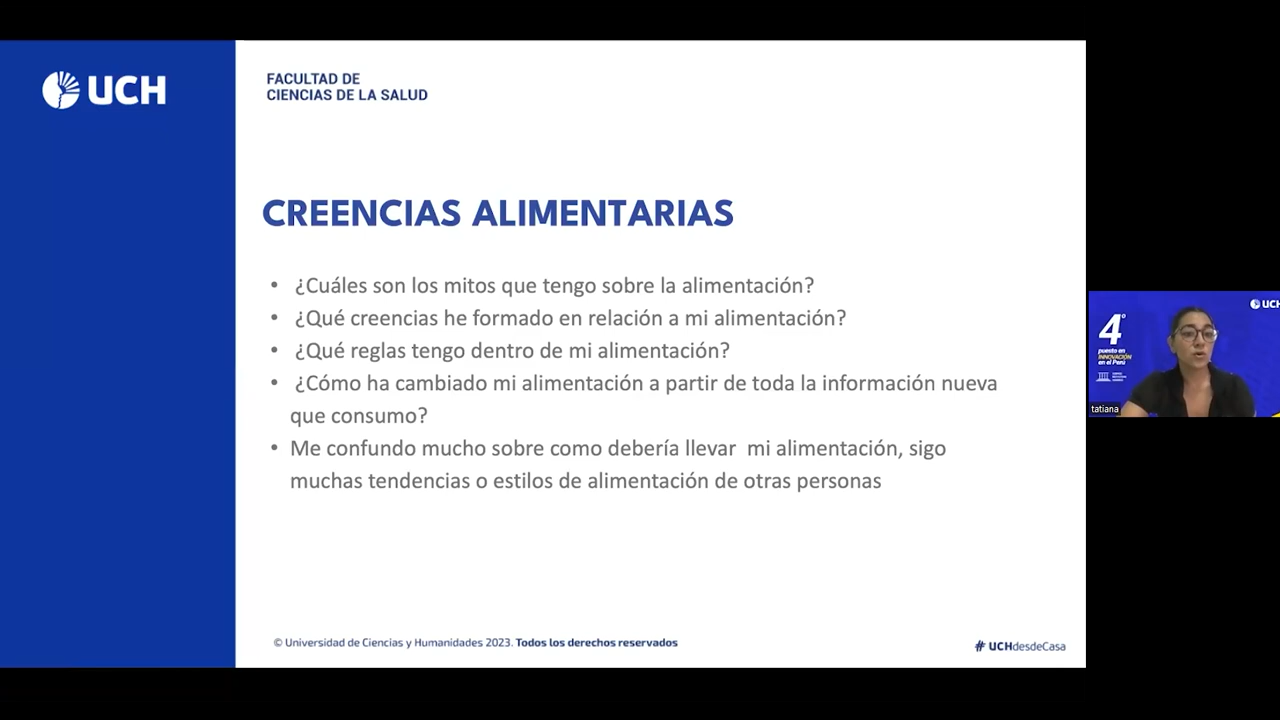 UCH
FACULTAD DE
CIENCIAS DE LA SALUD
CREENCIAS ALIMENTARIAS
• ¿Cuáles son los mitos que tengo sobre la alimentación?
• ¿Qué creencias he formado en relación a mi alimentación?
• ¿Qué reglas tengo dentro de mi alimentación?
• ¿Cómo ha cambiado mi alimentación a partir de toda la información nueva
que consumo?
• Me confundo mucho sobre como debería llevar mi alimentación, sigo
muchas tendencias o estilos de alimentación de otras personas
© Universidad de Ciencias y Humanidades 2023. Todos los derechos reservados
# UCHdesdeCasa
UCH
4°
puesto en
INNOVACIÓN
en el Perú
tatiana